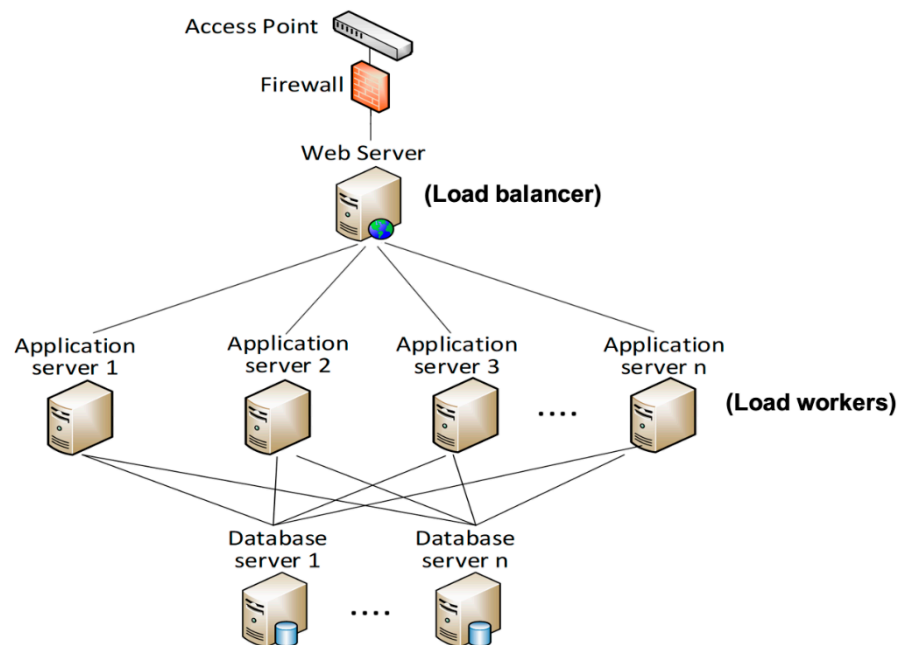 Access Point
Firewall
Web Server
(Load balancer)
Application
server 1
Application
server 2
Application
server 3
Application
server n
....
(Load workers)
Database
server 1
Database
server n
....